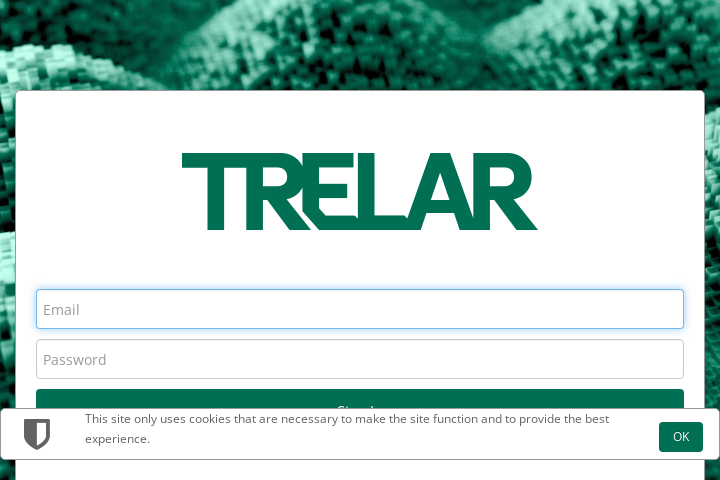 TRELAR
Email
Password
This site only uses cookies that are necessary to make the site function and to provide the best
experience.
OK